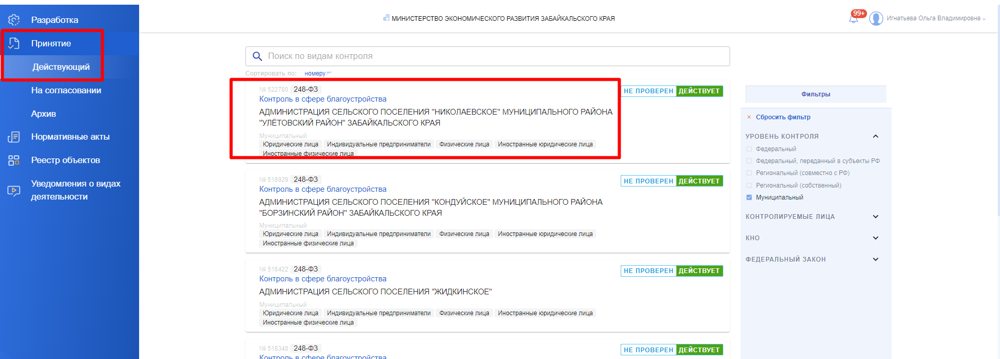 Разработка
Принятие
Действующий
На согласовании
Архив
Нормативные акты
Реестр объектов
Уведомления о видах
деятельности
МИНИСТЕРСТВО ЭКОНОМИЧЕСКОГО РАЗВИТИЯ ЗАБАЙКАЛЬСКОГО КРАЯ
99+
Игнатьева Ольга Владимировна
Поиск по видам контроля
Сортировать по: номеру
№ 522780 248-ФЗ
НЕ ПРОВЕРЕН ДЕЙСТВУЕТ
Контроль в сфере благоустройства
АДМИНИСТРАЦИЯ СЕЛЬСКОГО ПОСЕЛЕНИЯ "НИКОЛАЕВСКОЕ" МУНИЦИПАЛЬНОГО РАЙОНА
"УЛЁТОВСКИЙ РАЙОН" ЗАБАЙКАЛЬСКОГО КРАЯ
Муниципальный
Юридические лица Индивидуальные предприниматели Физические лица Иностранные юридические лица
Иностранные физические лица
№ 518929 248-ФЗ
НЕ ПРОВЕРЕН ДЕЙСТВУЕТ
Контроль в сфере благоустройства
АДМИНИСТРАЦИЯ СЕЛЬСКОГО ПОСЕЛЕНИЯ "КОНДУЙСКОЕ" МУНИЦИПАЛЬНОГО РАЙОНА
"БОРЗИНСКИЙ РАЙОН" ЗАБАЙКАЛЬСКОГО КРАЯ
Муниципальный
Юридические лица Индивидуальные предприниматели Физические лица Иностранные юридические лица
Иностранные физические лица
№ 518422 248-ФЗ
НЕ ПРОВЕРЕН ДЕЙСТВУЕТ
Контроль в сфере благоустройства
АДМИНИСТРАЦИЯ СЕЛЬСКОГО ПОСЕЛЕНИЯ "ЖИДКИНСКОЕ"
Муниципальный
Юридические лица Индивидуальные предприниматели Физические лица Иностранные юридические лица
Иностранные физические лица
№ 518348 248-ФЗ
НЕ ПРОВЕРЕН ДЕЙСТВУЕТ
Контроль в сфере благоустройства
Фильтры
× Сбросить фильтр
УРОВЕНЬ КОНТРОЛЯ
Федеральный
Федеральный, переданный в субъекты РФ
Региональный (совместно с РФ)
Региональный (собственный)
Муниципальный
КОНТРОЛИРУЕМЫЕ ЛИЦА
КНО
ФЕДЕРАЛЬНЫЙ ЗАКОН